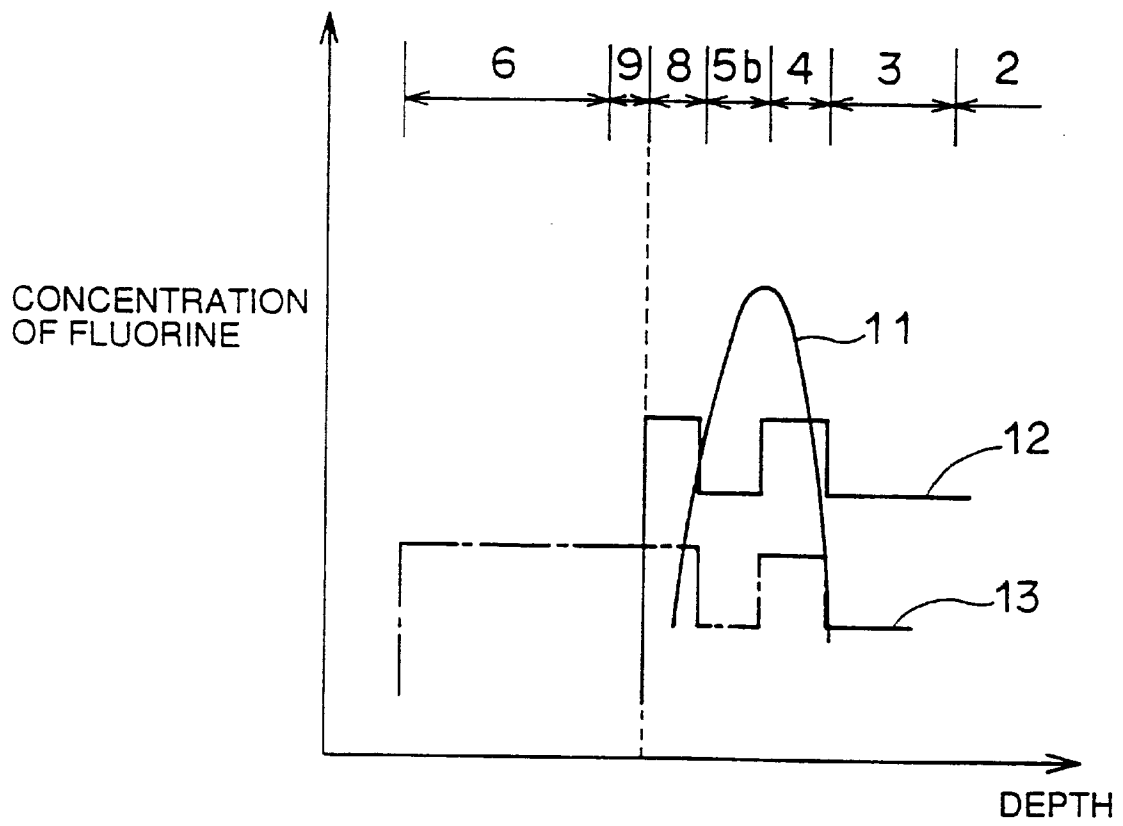 6 9 8 5b 4 3 2
CONCENTRATION
OF FLUORINE
11
12
13
DEPTH